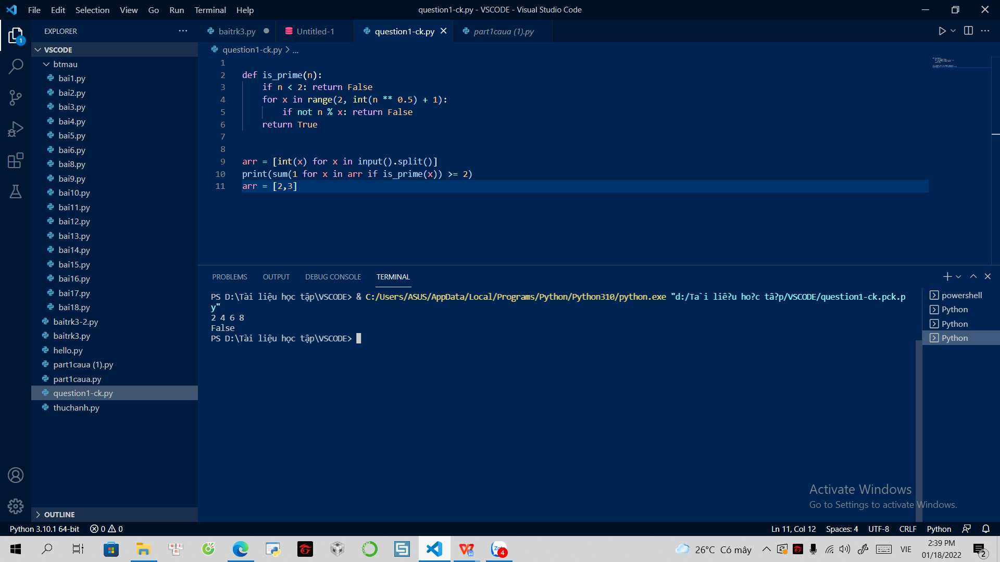 File Edit Selection View Go Run Terminal Help
question1-ck.py - VSCODE - Visual Studio Code
EXPLORER
baitrk3.py
Untitled-1
question1-ck.py
part1caua (1).py
VSCODE
btmau
bai1.py
bai2.py
bai3.py
bai4.py
bai5.py
bai6.py
bai8.py
bai9.py
bai10.py
bai11.py
bai12.py
bai13.py
bai14.py
bai15.py
bai16.py
bai17.py
bai18.py
baitrk3-2.py
baitrk3.py
hello.py
part1caua (1).py
part1caua.py
question1-ck.py
thuchanh.py
OUTLINE
question1-ck.py > ...
1
2 def is_prime(n):
3 if n < 2: return False
4 for x in range(2, int(n ** 0.5) + 1):
5 if not n % x: return False
6 return True
7
8
9 arr = [int(x) for x in input().split()]
10 print(sum(1 for x in arr if is_prime(x)) >= 2)
11 arr = [2,3]
PROBLEMS OUTPUT DEBUG CONSOLE TERMINAL
PS D:\Tài liệu học tập\VSCODE> & C:/Users/ASUS/AppData/Local/Programs/Python/Python310/python.exe "d:/Ta`i liê?u ho?c tâ?p/VSCODE/question1-ck.pck.p
y"
2 4 6 8
False
PS D:\Tài liệu học tập\VSCODE>
powershell
Python
Python
Python
Activate Windows
Go to Settings to activate Windows.
Python 3.10.1 64-bit 0 0
Ln 11, Col 12 Spaces: 4 UTF-8 CRLF Python
1
4
26°C Có mây
VIE
2:39 PM
01/18/2022
2